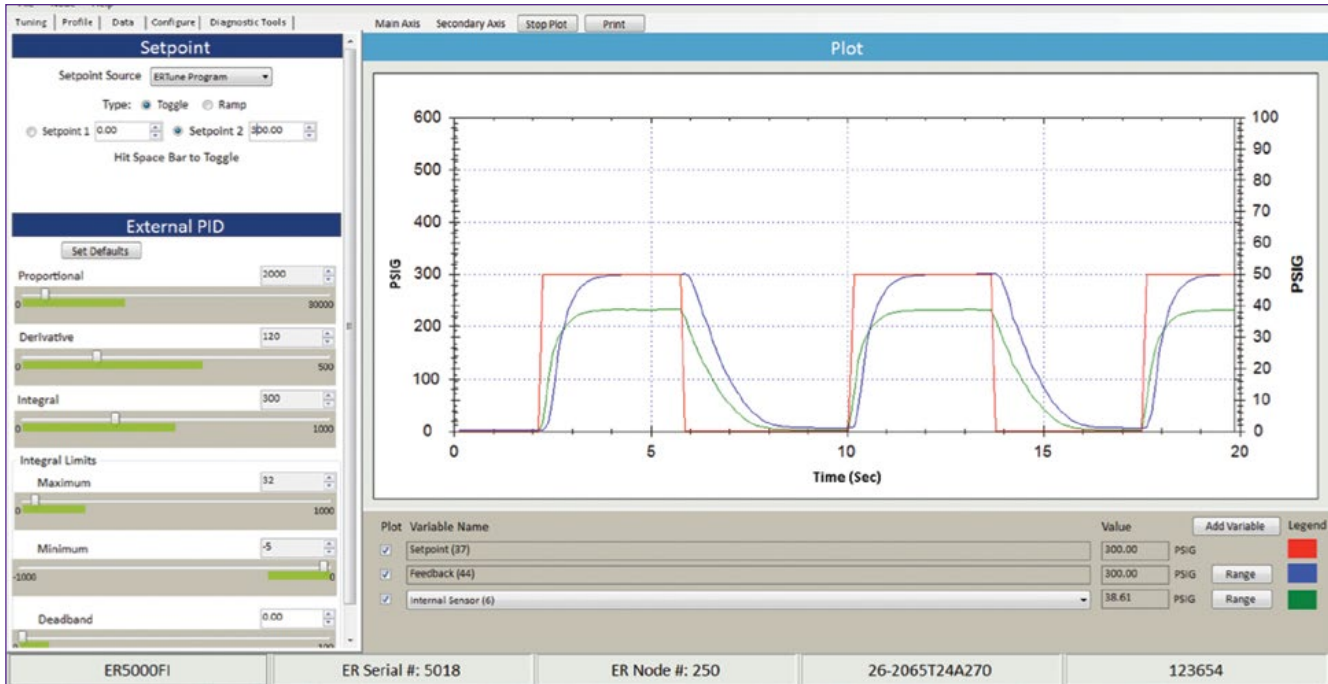 Tuning Profile Data Configure Diagnostic Tools
Main Axis Secondary Axis Stop Plot Print
Setpoint
Setpoint Source ERTune Program
Type: Toggle Ramp
Setpoint 1 0.00 Setpoint 2 300.00
Hit Space Bar to Toggle
External PID
Set Defaults
Proportional 2000
0 30000
Derivative 120
0 500
Integral 300
0 1000
Integral Limits
Maximum 32
0 1000
Minimum -5
-1000 0
Deadband 0.00
0 100
Plot
600 100
90
500 80
70
400 60
PSIG 300 50 PSIG
40
200 30
20
100 10
0 0
0 5 10 15 20
Time (Sec)
Plot Variable Name Value Add Variable Legend
Setpoint (37) 300.00 PSIG
Feedback (44) 300.00 PSIG Range
Internal Sensor (6) 38.61 PSIG Range
ER5000FI ER Serial #: 5018 ER Node #: 250 26-2065T24A270 123654